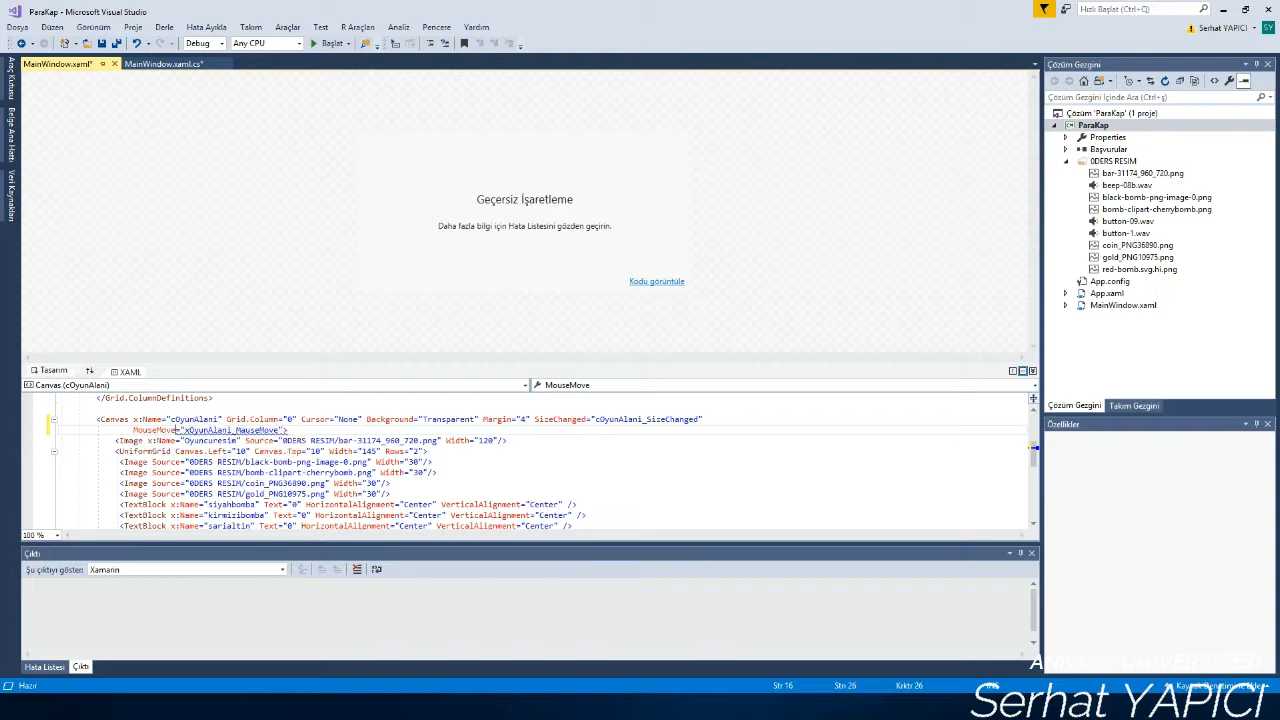 ParaKap - Microsoft Visual Studio
Hızlı Başlat (Ctrl+Q)
Dosya Düzen Görünüm Proje Derle Hata Ayıkla Takım Araçlar Test R Araçları Analiz Pencere Yardım
Serhat YAPICI SY
Debug Any CPU Başlat
MainWindow.xaml* MainWindow.xaml.cs*
Araç Kutusu
Belge Ana Hattı
Veri Kaynakları
Geçersiz İşaretleme
Daha fazla bilgi için Hata Listesini gözden geçirin.
Kodu görüntüle
Tasarım XAML
Canvas (cOyunAlani) MouseMove
</Grid.ColumnDefinitions>
<Canvas x:Name="cOyunAlani" Grid.Column="0" Cursor="None" Background="Transparent" Margin="4" SizeChanged="cOyunAlani_SizeChanged"
MouseMove="xOyunAlani_MauseMove">
<Image x:Name="Oyuncuresim" Source="0DERS RESIM/bar-31174_960_720.png" Width="120"/>
<UniformGrid Canvas.Left="10" Canvas.Top="10" Width="145" Rows="2">
<Image Source="0DERS RESIM/black-bomb-png-image-0.png" Width="30"/>
<Image Source="0DERS RESIM/bomb-clipart-cherrybomb.png" Width="30"/>
<Image Source="0DERS RESIM/coin_PNG36890.png" Width="30"/>
<Image Source="0DERS RESIM/gold_PNG10975.png" Width="30"/>
<TextBlock x:Name="siyahbomba" Text="0" HorizontalAlignment="Center" VerticalAlignment="Center" />
<TextBlock x:Name="kirmizibomba" Text="0" HorizontalAlignment="Center" VerticalAlignment="Center" />
<TextBlock x:Name="sarialtin" Text="0" HorizontalAlignment="Center" VerticalAlignment="Center" />
100 %
Çıktı
Şu çıktıyı göster: Xamarin
Hata Listesi Çıktı
Çözüm Gezgini
Çözüm Gezgini İçinde Ara (Ctrl+ş)
Çözüm 'ParaKap' (1 proje)
ParaKap
Properties
Başvurular
0DERS RESIM
bar-31174_960_720.png
beep-08b.wav
black-bomb-png-image-0.png
bomb-clipart-cherrybomb.png
button-09.wav
button-1.wav
coin_PNG36890.png
gold_PNG10975.png
red-bomb.svg.hi.png
App.config
App.xaml
MainWindow.xaml
Çözüm Gezgini Takım Gezgini
Özellikler
Hazır Str 16 Stn 26 Krktr 26
Serhat YAPICI